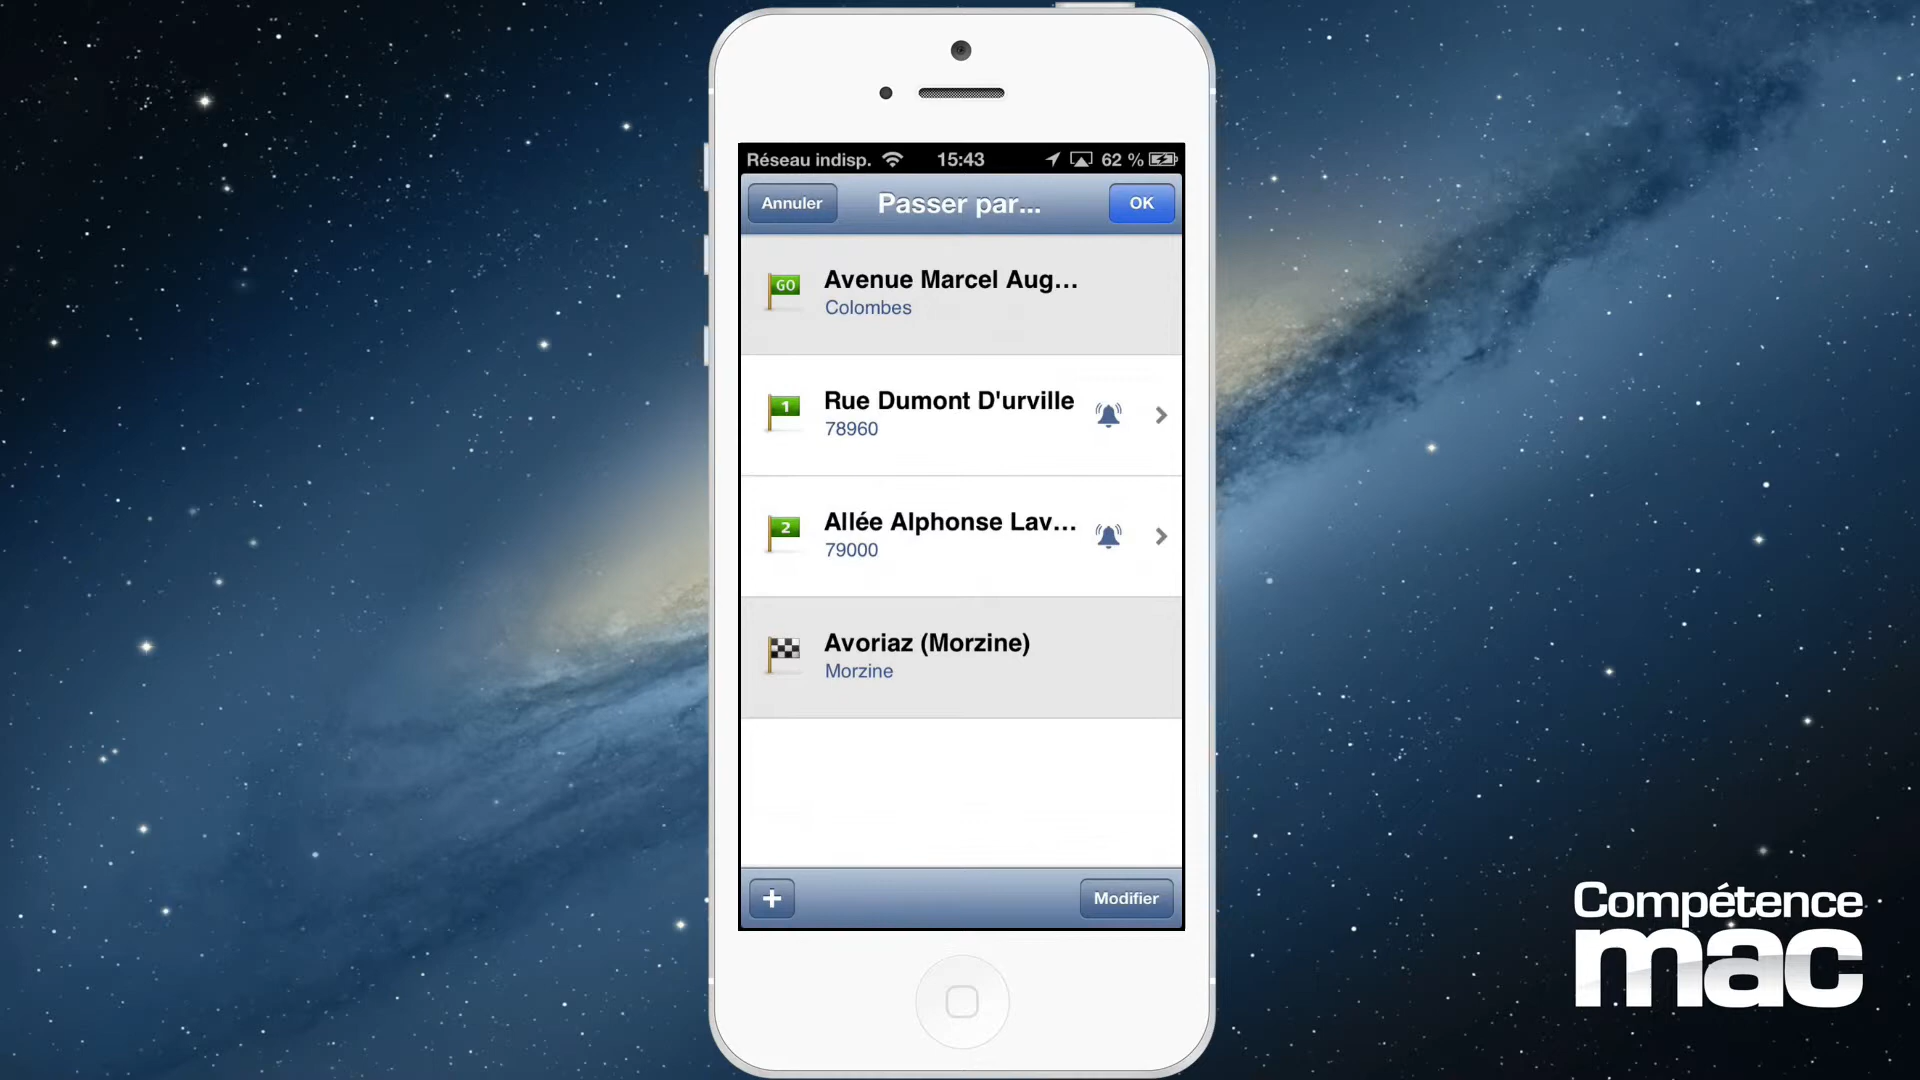 Réseau indisp. 15:43 62 %
Annuler Passer par... OK
GO Avenue Marcel Aug...
Colombes
1 Rue Dumont D'urville
78960
2 Allée Alphonse Lav...
79000
Avoriaz (Morzine)
Morzine
+ Modifier
Compétence
mac